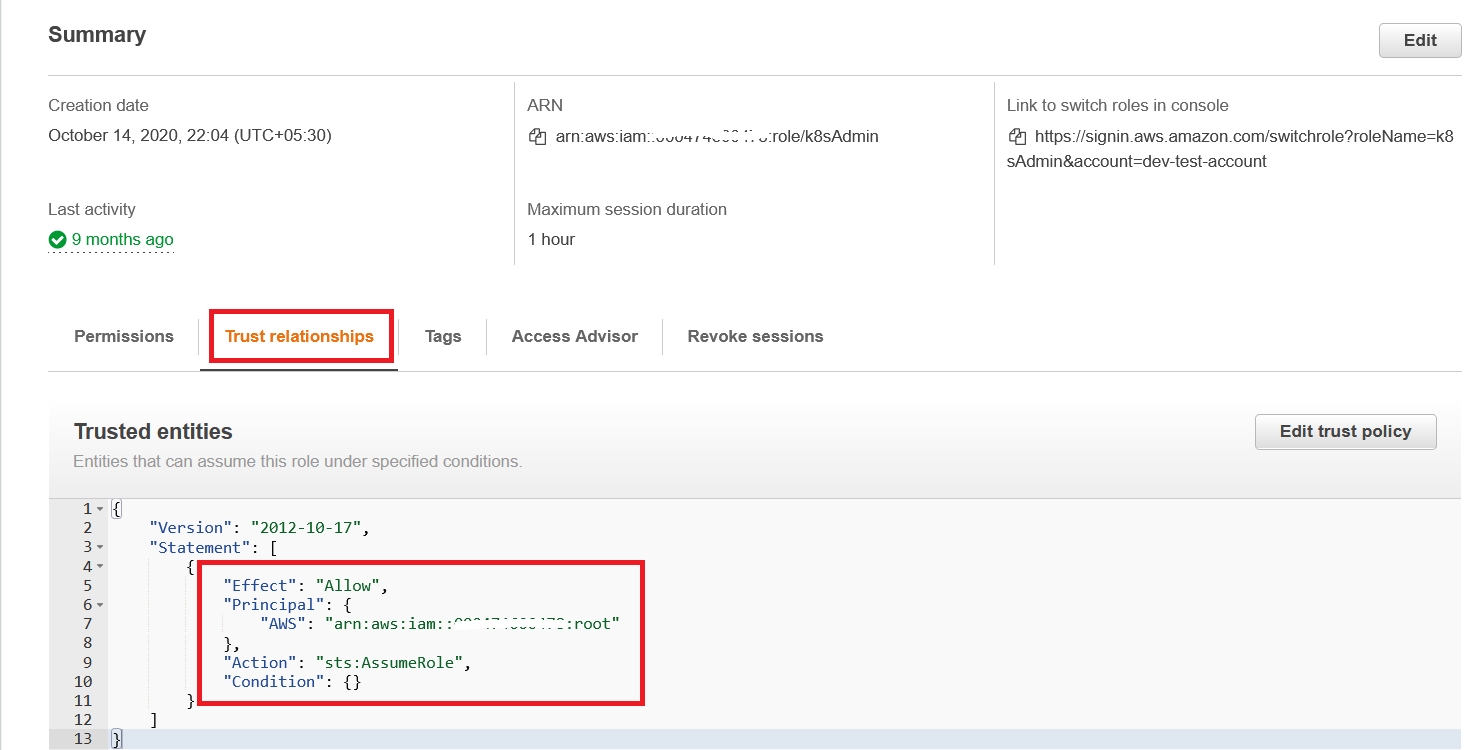 Summary
Edit
Creation date
October 14, 2020, 22:04 (UTC+05:30)
ARN
arn:aws:iam::role/k8sAdmin
Link to switch roles in console
https://signin.aws.amazon.com/switchrole?roleName=k8
sAdmin&account=dev-test-account
Last activity
9 months ago
Maximum session duration
1 hour
Permissions
Trust relationships
Tags
Access Advisor
Revoke sessions
Trusted entities
Edit trust policy
Entities that can assume this role under specified conditions.
1 {
2 "Version": "2012-10-17",
3 "Statement": [
4 {
5 "Effect": "Allow",
6 "Principal": {
7 "AWS": "arn:aws:iam:::root"
8 },
9 "Action": "sts:AssumeRole",
10 "Condition": {}
11 }
12 ]
13 }